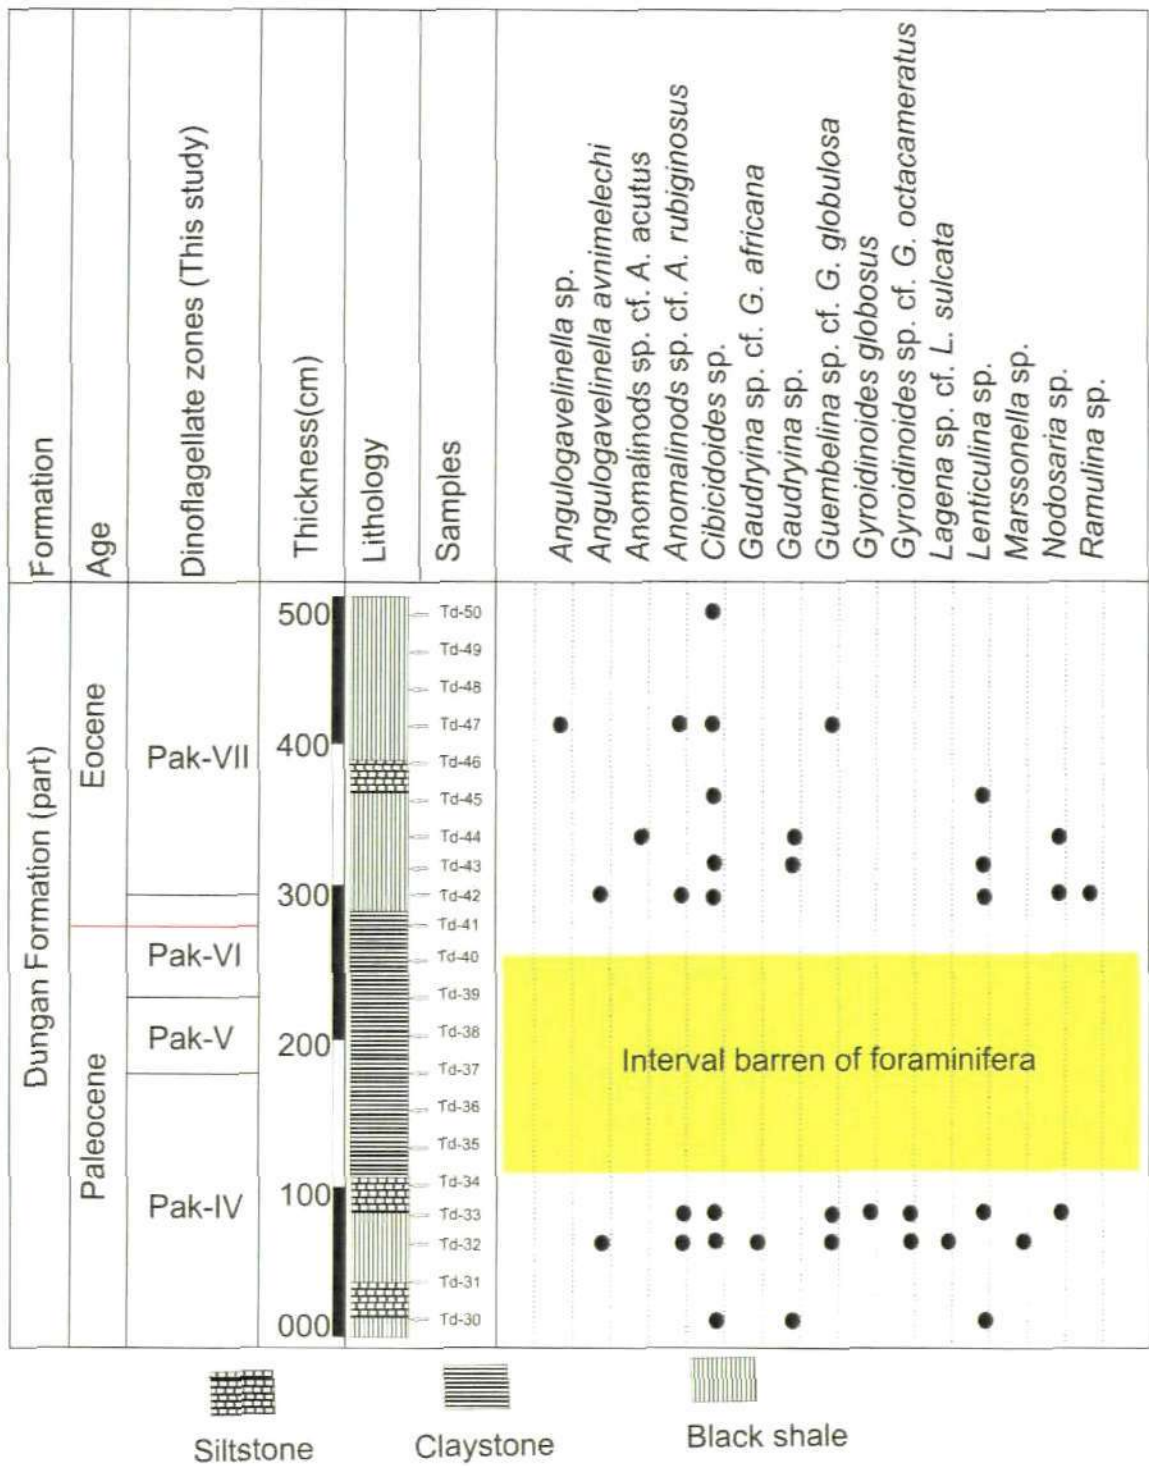 Formation
Age
Dinoflagellate zones (This study)
Thickness(cm)
Lithology
Samples
Angulogavelinella sp.
Angulogavelinella avnimelechi
Anomalinods sp. cf. A. acutus
Anomalinods sp. cf. A. rubiginosus
Cibicidoides sp.
Gaudryina sp. cf. G. africana
Gaudryina sp.
Guembelina sp. cf. G. globulosa
Gyroidinoides globosus
Gyroidinoides sp. cf. G. octacameratus
Lagena sp. cf. L. sulcata
Lenticulina sp.
Marssonella sp.
Nodosaria sp.
Ramulina sp.
Dungan Formation (part)
Eocene
Paleocene
Pak-VII
Pak-VI
Pak-V
Pak-IV
500
400
300
200
100
000
Td-50
Td-49
Td-48
Td-47
Td-46
Td-45
Td-44
Td-43
Td-42
Td-41
Td-40
Td-39
Td-38
Td-37
Td-36
Td-35
Td-34
Td-33
Td-32
Td-31
Td-30
Interval barren of foraminifera
Siltstone
Claystone
Black shale